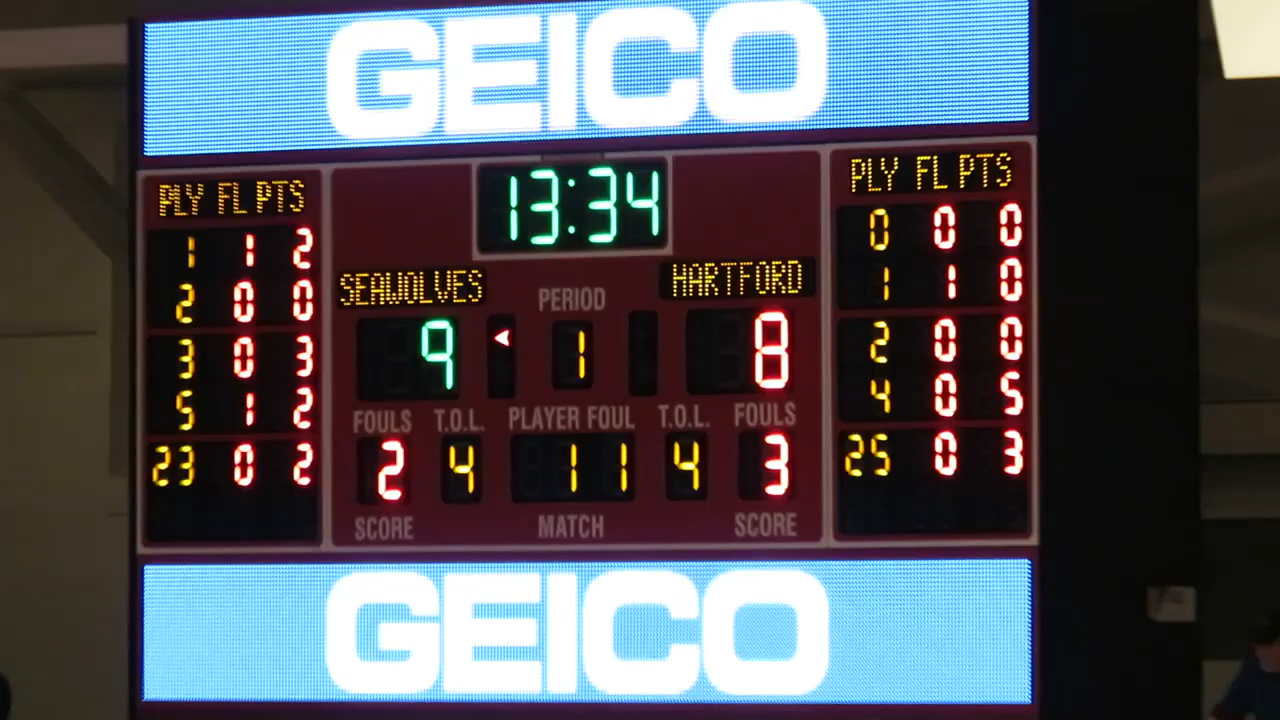 GEICO
13:34
PLY FL PTS
1 1 2
2 0 0
3 0 3
5 1 2
23 0 2
SEAWOLVES
PERIOD
HARTFORD
9
1
8
FOULS T.O.L. PLAYER FOUL T.O.L. FOULS
2 4 11 4 3
SCORE MATCH SCORE
PLY FL PTS
0 0 0
1 1 0
2 0 0
4 0 5
25 0 3
GEICO